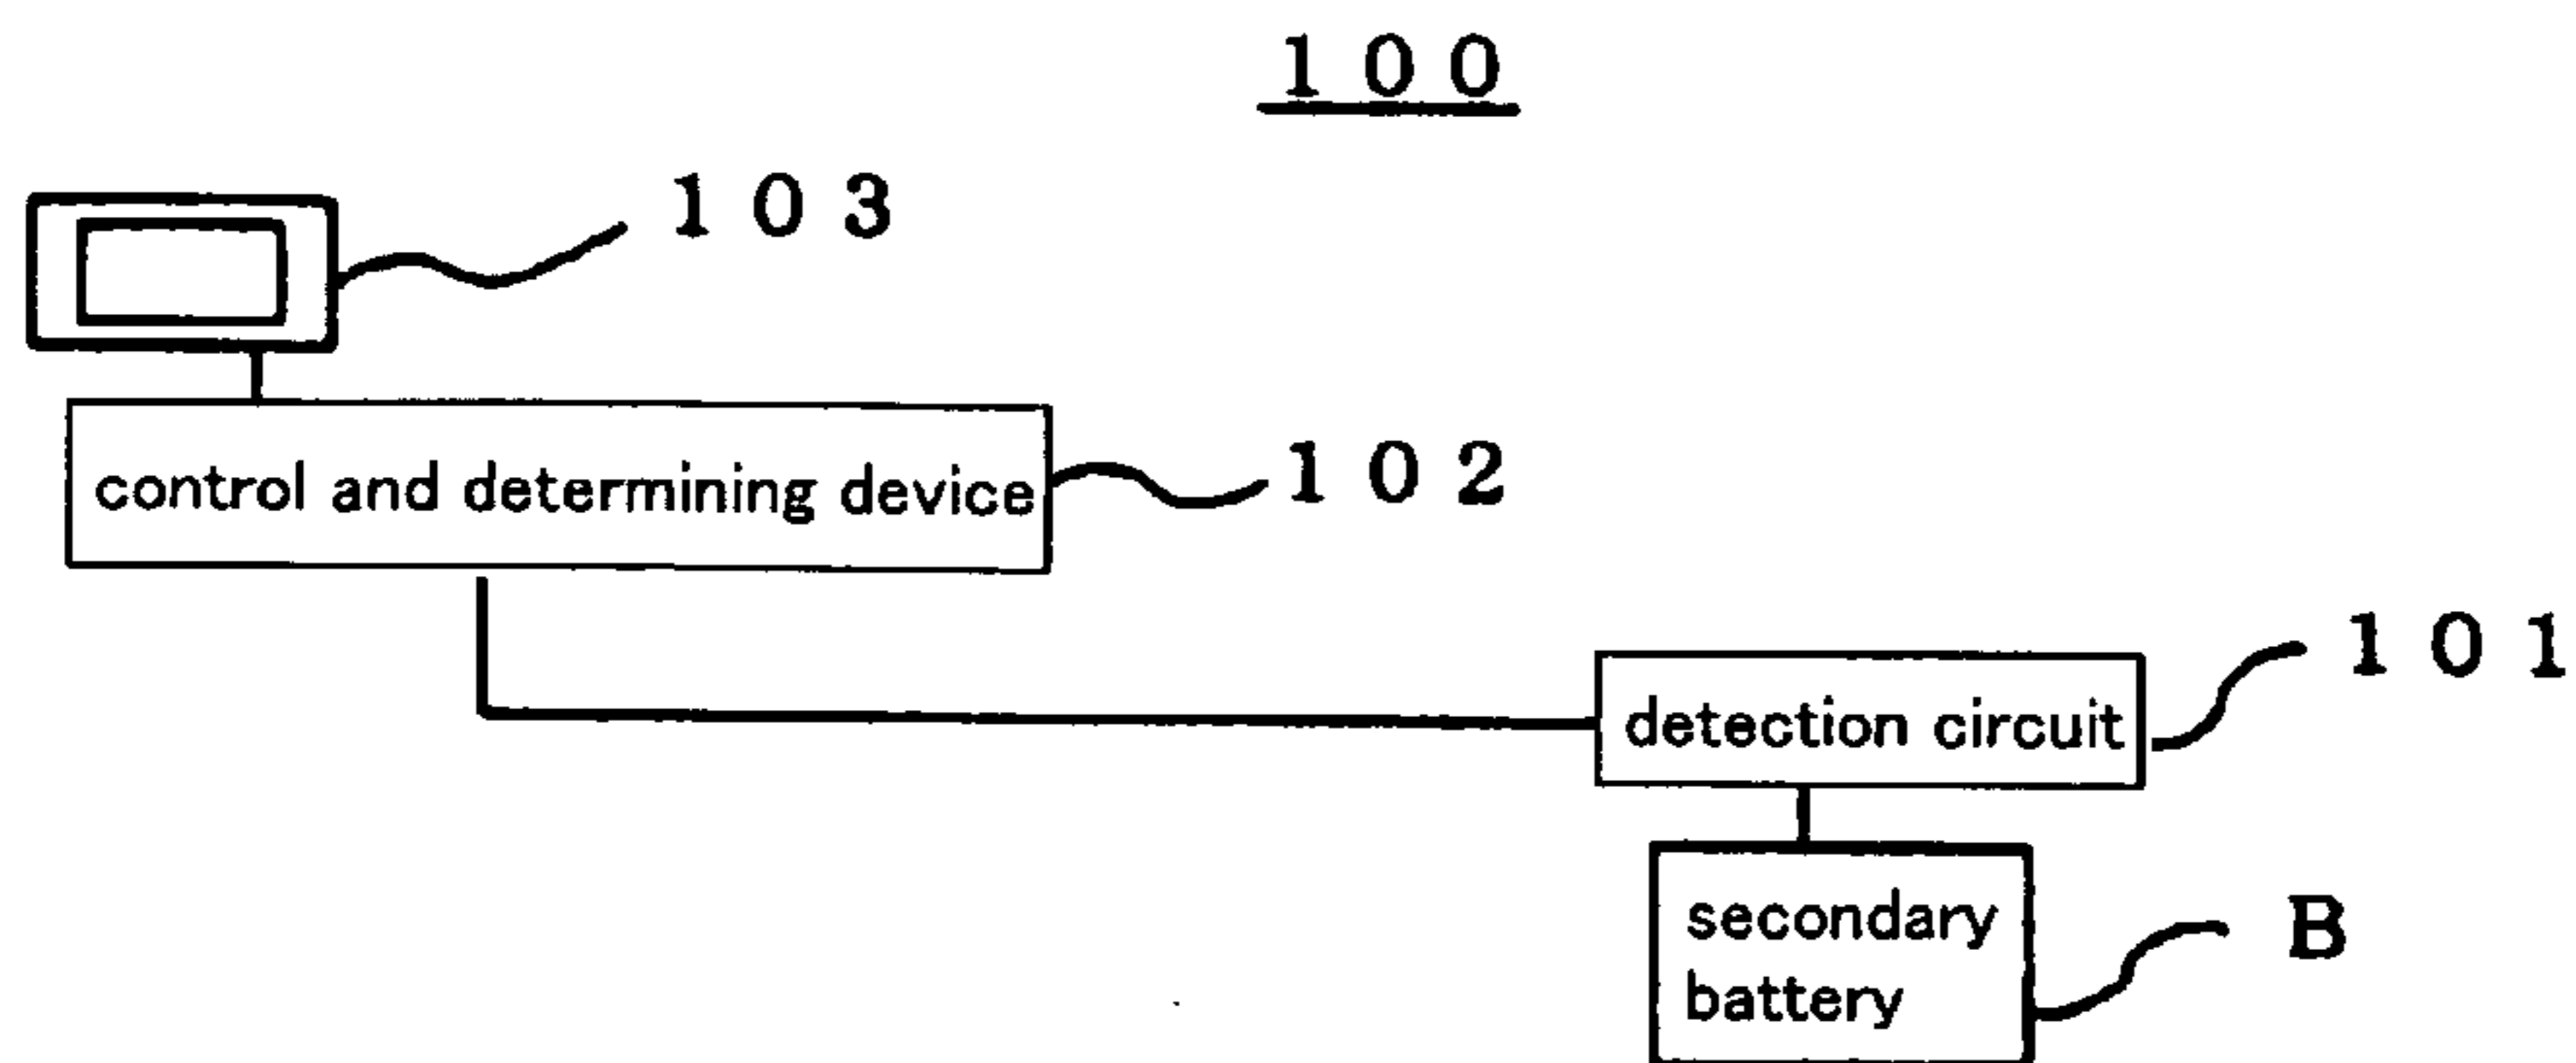 100
103
control and determining device
102
detection circuit
101
secondary
battery
B